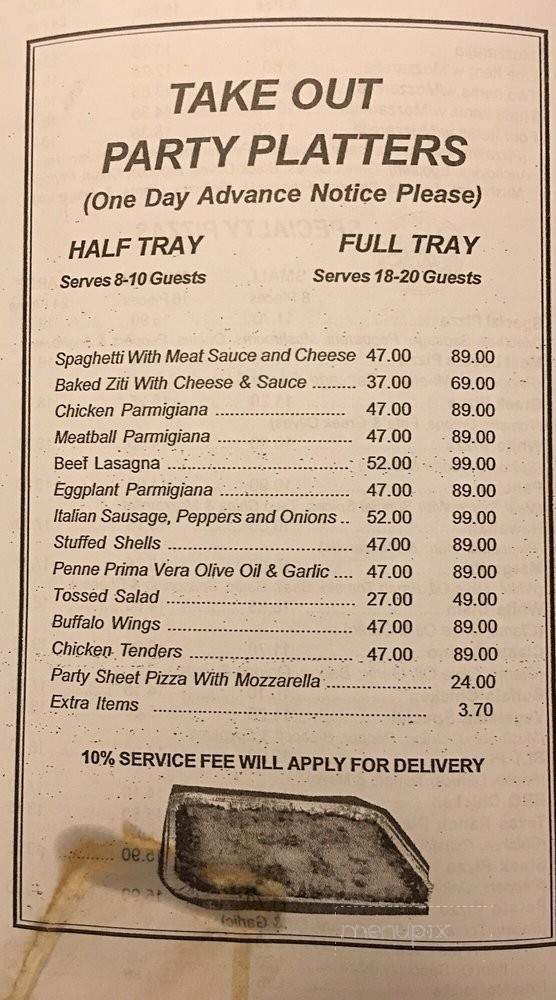 TAKE OUT
PARTY PLATTERS
(One Day Advance Notice Please)
HALF TRAY FULL TRAY
Serves 8-10 Guests Serves 18-20 Guests
Spaghetti With Meat Sauce and Cheese 47.00 89.00
Baked Ziti With Cheese & Sauce ......... 37.00 69.00
Chicken Parmigiana .......................... 47.00 89.00
Meatball Parmigiana ........................... 47.00 89.00
Beef Lasagna ..................................... 52.00 99.00
Eggplant Parmigiana .......................... 47.00 89.00
Italian Sausage, Peppers and Onions .. 52.00 99.00
Stuffed Shells ..................................... 47.00 89.00
Penne Prima Vera Olive Oil & Garlic .... 47.00 89.00
Tossed Salad ...................................... 27.00 49.00
Buffalo Wings ..................................... 47.00 89.00
Chicken Tenders ................................. 47.00 89.00
Party Sheet Pizza With Mozzarella ..................... 24.00
Extra Items ....................................................... 3.70
10% SERVICE FEE WILL APPLY FOR DELIVERY
15.90
menupix